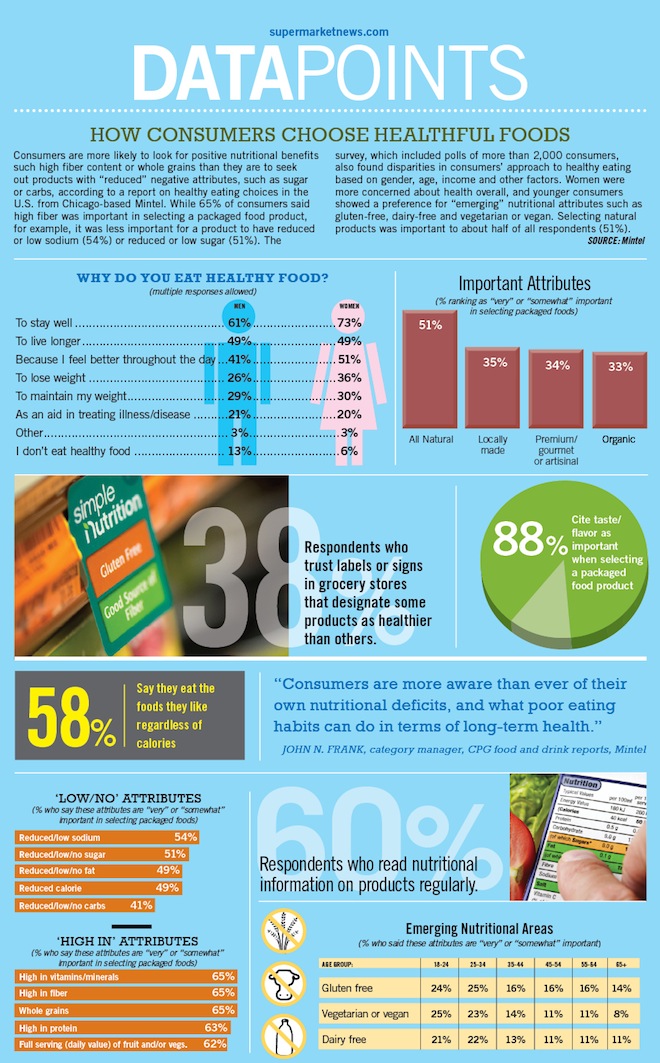 supermarketnews.com
DATAPOINTS
HOW CONSUMERS CHOOSE HEALTHFUL FOODS
Consumers are more likely to look for positive nutritional benefits
such high fiber content or whole grains than they are to seek
out products with “reduced” negative attributes, such as sugar
or carbs, according to a report on healthy eating choices in the
U.S. from Chicago-based Mintel. While 65% of consumers said
high fiber was important in selecting a packaged food product,
for example, it was less important for a product to have reduced
or low sodium (54%) or reduced or low sugar (51%). The
survey, which included polls of more than 2,000 consumers,
also found disparities in consumers’ approach to healthy eating
based on gender, age, income and other factors. Women were
more concerned about health overall, and younger consumers
showed a preference for “emerging” nutritional attributes such as
gluten-free, dairy-free and vegetarian or vegan. Selecting natural
products was important to about half of all respondents (51%).
SOURCE: Mintel
WHY DO YOU EAT HEALTHY FOOD?
(multiple responses allowed)
MEN WOMEN
To stay well 61% 73%
To live longer 49% 49%
Because I feel better throughout the day 41% 51%
To lose weight 26% 36%
To maintain my weight 29% 30%
As an aid in treating illness/disease 21% 20%
Other 3% 3%
I don’t eat healthy food 13% 6%
Important Attributes
(% ranking as “very” or “somewhat” important
in selecting packaged foods)
51% 35% 34% 33%
All Natural
Locally
made
Premium/
gourmet
or artisinal
Organic
simple
nutrition
Gluten Free
Good Source of
Fiber
38%
Respondents who
trust labels or signs
in grocery stores
that designate some
products as healthier
than others.
88%
Cite taste/
flavor as
important
when selecting
a packaged
food product
58%
Say they eat the
foods they like
regardless of
calories
“Consumers are more aware than ever of their
own nutritional deficits, and what poor eating
habits can do in terms of long-term health.”
JOHN N. FRANK, category manager, CPG food and drink reports, Mintel
‘LOW/NO’ ATTRIBUTES
(% who say these attributes are “very” or “somewhat”
important in selecting packaged foods)
Reduced/low sodium 54%
Reduced/low/no sugar 51%
Reduced/low/no fat 49%
Reduced calorie 49%
Reduced/low/no carbs 41%
‘HIGH IN’ ATTRIBUTES
(% who say these attributes are “very” or “somewhat”
important in selecting packaged foods)
High in vitamins/minerals 65%
High in fiber 65%
Whole grains 65%
High in protein 63%
Full serving (daily value) of fruit and/or vegs. 62%
60%
Respondents who read nutritional
information on products regularly.
Nutrition
Typical Values per 100ml
Energy Value 180 kJ
(Calories 40 kcal
Protein 0.5 g
Carbohydrate 9.0 g
Fat 0.1g
Fibre
Sodium
Salt
Vitamin C
Emerging Nutritional Areas
(% who said these attributes are “very” or “somewhat” important)
AGE GROUP: 18-24 25-34 35-44 45-54 55-64 65+
Gluten free 24% 25% 16% 16% 16% 14%
Vegetarian or vegan 25% 23% 14% 11% 11% 8%
Dairy free 21% 22% 13% 11% 11% 11%